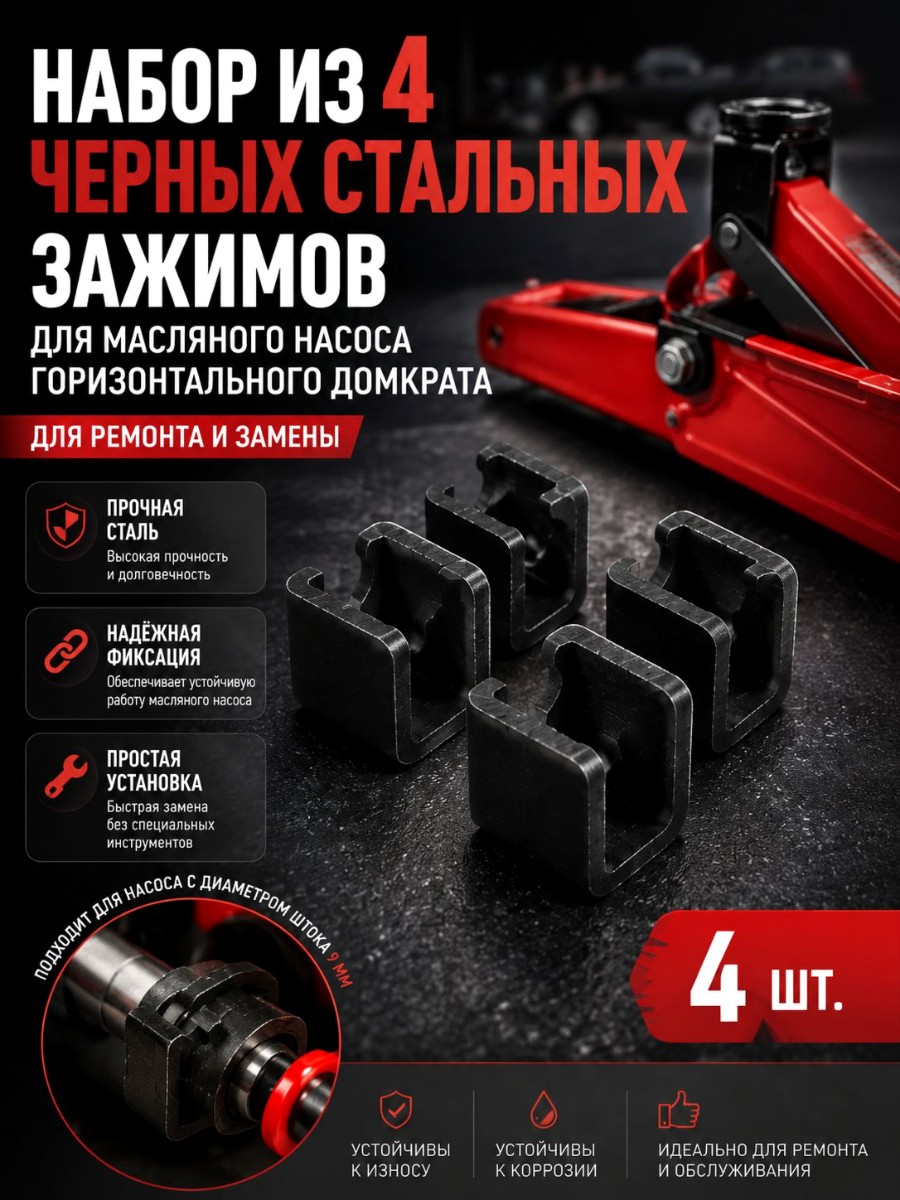 НАБОР ИЗ 4
ЧЕРНЫХ СТАЛЬНЫХ
ЗАЖИМОВ
ДЛЯ МАСЛЯНОГО НАСОСА
ГОРИЗОНТАЛЬНОГО ДОМКРАТА
ДЛЯ РЕМОНТА И ЗАМЕНЫ
ПРОЧНАЯ
СТАЛЬ
Высокая прочность
и долговечность
НАДЁЖНАЯ
ФИКСАЦИЯ
Обеспечивает устойчивую
работу масляного насоса
ПРОСТАЯ
УСТАНОВКА
Быстрая замена
без специальных
инструментов
ПОДХОДИТ ДЛЯ НАСОСА С ДИАМЕТРОМ ШТОКА 9 ММ
4 ШТ.
УСТОЙЧИВЫ
К ИЗНОСУ
УСТОЙЧИВЫ
К КОРРОЗИИ
ИДЕАЛЬНО ДЛЯ РЕМОНТА
И ОБСЛУЖИВАНИЯ